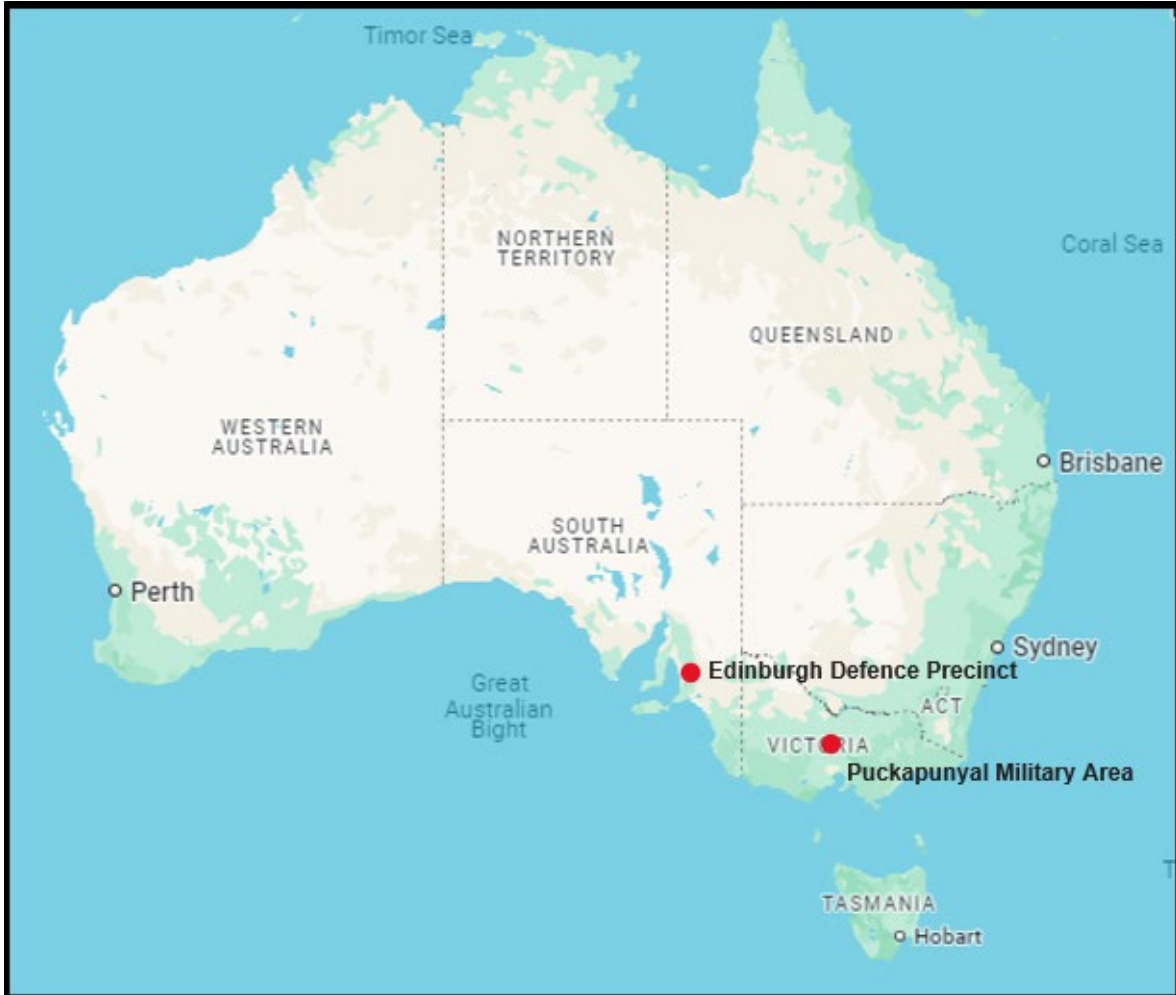 Timor Sea
NORTHERN
TERRITORY
Coral Sea
QUEENSLAND
WESTERN
AUSTRALIA
Brisbane
SOUTH
AUSTRALIA
Perth
Sydney
Edinburgh Defence Precinct
Great
Australian
Bight
ACT
VICTORIA
Puckapunyal Military Area
T
TASMANIA
Hobart